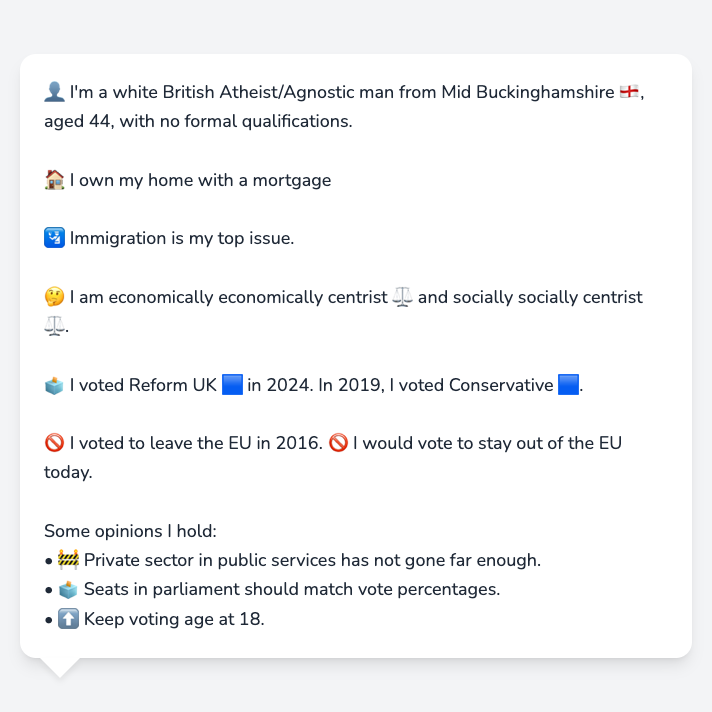 👤 I'm a white British Atheist/Agnostic man from Mid Buckinghamshire 🏴󠁧󠁢󠁥󠁮󠁧󠁿,
aged 44, with no formal qualifications.
🏠 I own my home with a mortgage
🛂 Immigration is my top issue.
🤔 I am economically economically centrist ⚖️ and socially socially centrist
⚖️.
🗳️ I voted Reform UK 🟦 in 2024. In 2019, I voted Conservative 🟦.
🚫 I voted to leave the EU in 2016. 🚫 I would vote to stay out of the EU
today.
Some opinions I hold:
• 🚧 Private sector in public services has not gone far enough.
• 🗳️ Seats in parliament should match vote percentages.
• ⬆️ Keep voting age at 18.